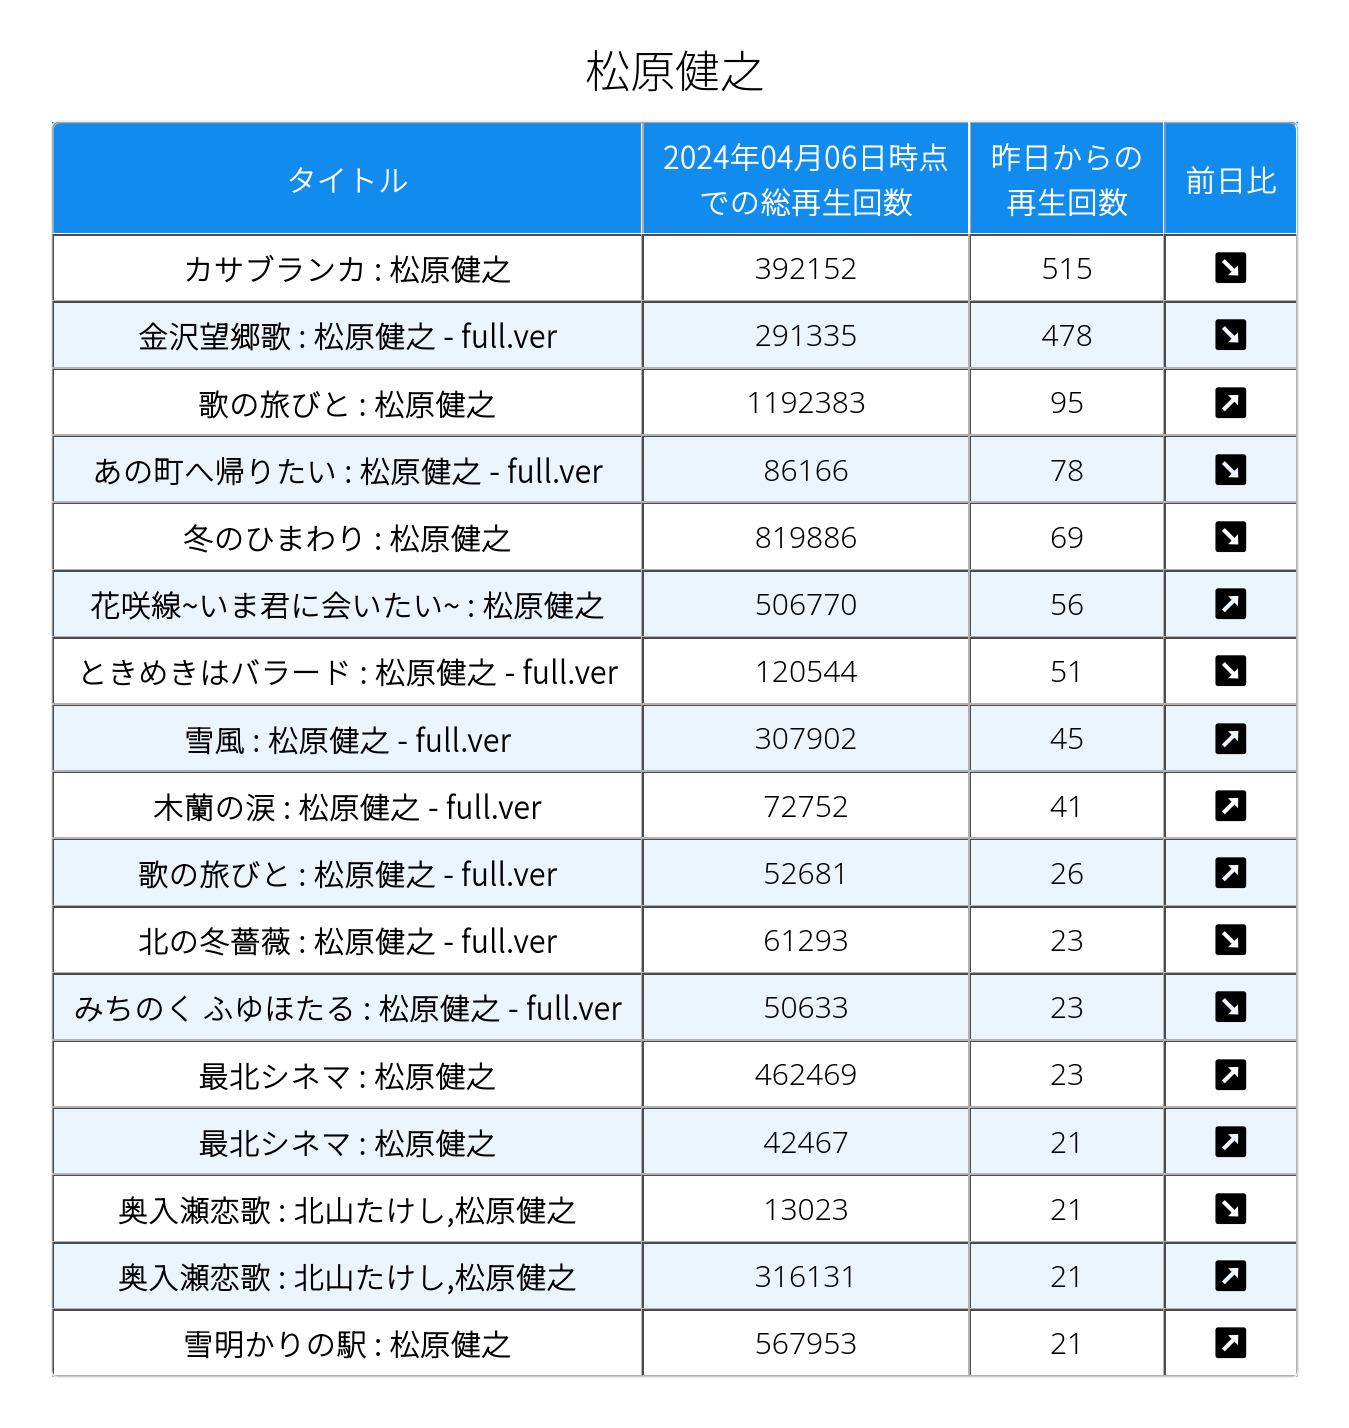 松原健之
タイトル 2024年04月06日時点での総再生回数 昨日からの再生回数 前日比
カサブランカ : 松原健之 392152 515 ↘
金沢望郷歌 : 松原健之 - full.ver 291335 478 ↘
歌の旅びと : 松原健之 1192383 95 ↗
あの町へ帰りたい : 松原健之 - full.ver 86166 78 ↘
冬のひまわり : 松原健之 819886 69 ↘
花咲線~いま君に会いたい~ : 松原健之 506770 56 ↗
ときめきはバラード : 松原健之 - full.ver 120544 51 ↘
雪風 : 松原健之 - full.ver 307902 45 ↗
木蘭の涙 : 松原健之 - full.ver 72752 41 ↗
歌の旅びと : 松原健之 - full.ver 52681 26 ↗
北の冬薔薇 : 松原健之 - full.ver 61293 23 ↘
みちのく ふゆほたる : 松原健之 - full.ver 50633 23 ↘
最北シネマ : 松原健之 462469 23 ↗
最北シネマ : 松原健之 42467 21 ↗
奥入瀬恋歌 : 北山たけし,松原健之 13023 21 ↘
奥入瀬恋歌 : 北山たけし,松原健之 316131 21 ↗
雪明かりの駅 : 松原健之 567953 21 ↗